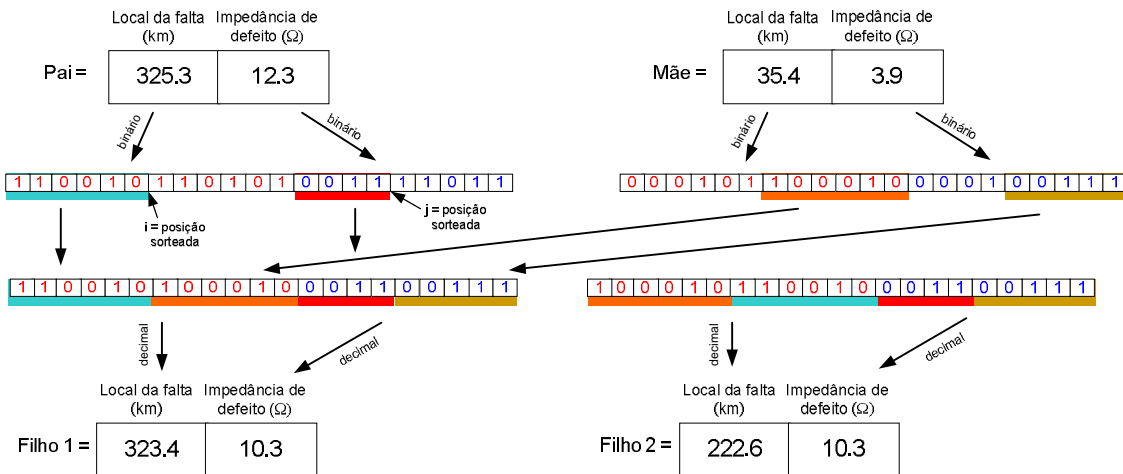 Local da falta (km) Impedância de defeito (Ω)
Pai = 325.3 12.3
Local da falta (km) Impedância de defeito (Ω)
Mãe = 35.4 3.9
binário binário
binário binário
1 1 0 0 1 0 1 1 0 1 0 1 0 0 1 1 1 1 0 1 1
0 0 0 1 0 1 1 0 0 0 1 0 0 0 0 1 0 0 1 1 1
i = posição
sorteada
j = posição
sorteada
1 1 0 0 1 0 1 0 0 0 1 0 0 0 1 1 0 0 1 1 1
1 0 0 0 1 0 1 1 0 0 1 0 0 0 1 1 0 0 1 1 1
decimal decimal
decimal decimal
Local da falta (km) Impedância de defeito (Ω)
Filho 1 = 323.4 10.3
Local da falta (km) Impedância de defeito (Ω)
Filho 2 = 222.6 10.3